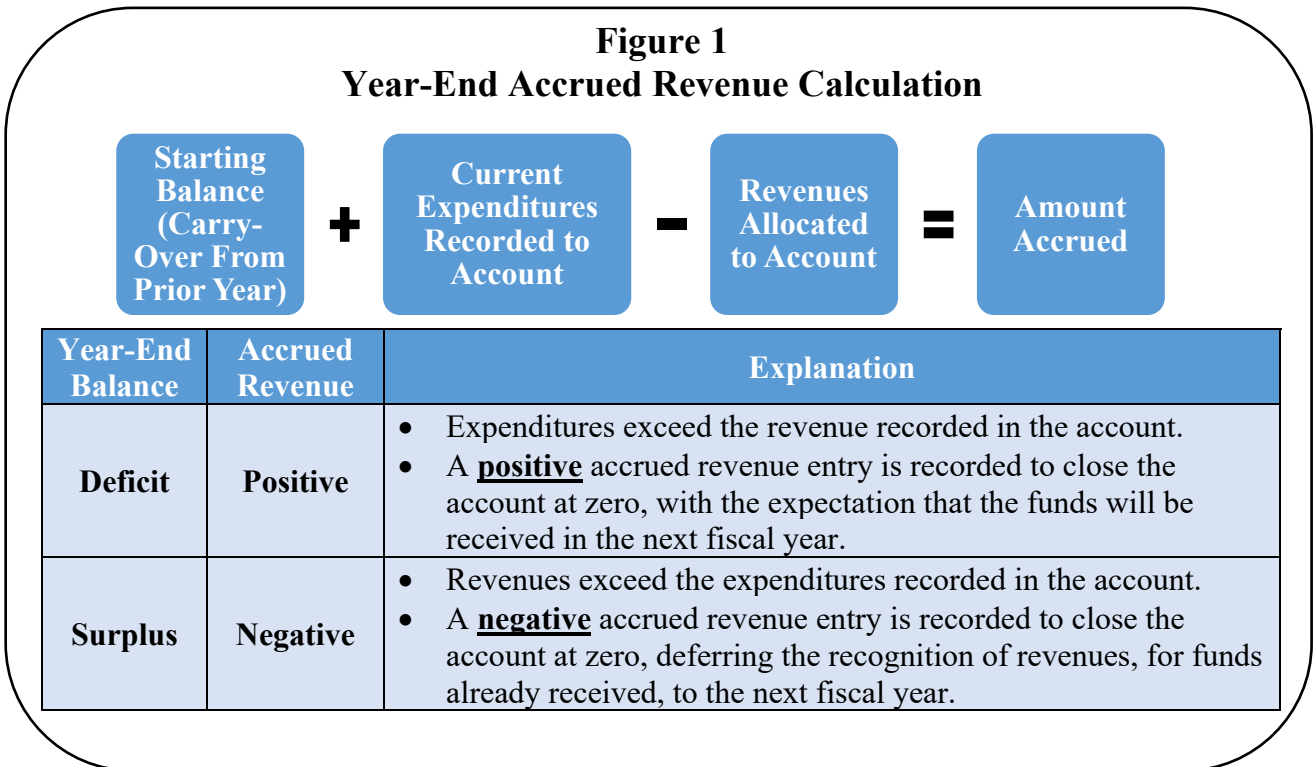 Figure 1
Year-End Accrued Revenue Calculation
Starting
Balance
(Carry-
Over From
Prior Year)
+
Current
Expenditures
Recorded to
Account
-
Revenues
Allocated
to Account
=
Amount
Accrued
Year-End
Balance
Accrued
Revenue
Explanation
Deficit
Positive
• Expenditures exceed the revenue recorded in the account.
• A positive accrued revenue entry is recorded to close the
account at zero, with the expectation that the funds will be
received in the next fiscal year.
Surplus
Negative
• Revenues exceed the expenditures recorded in the account.
• A negative accrued revenue entry is recorded to close the
account at zero, deferring the recognition of revenues, for funds
already received, to the next fiscal year.